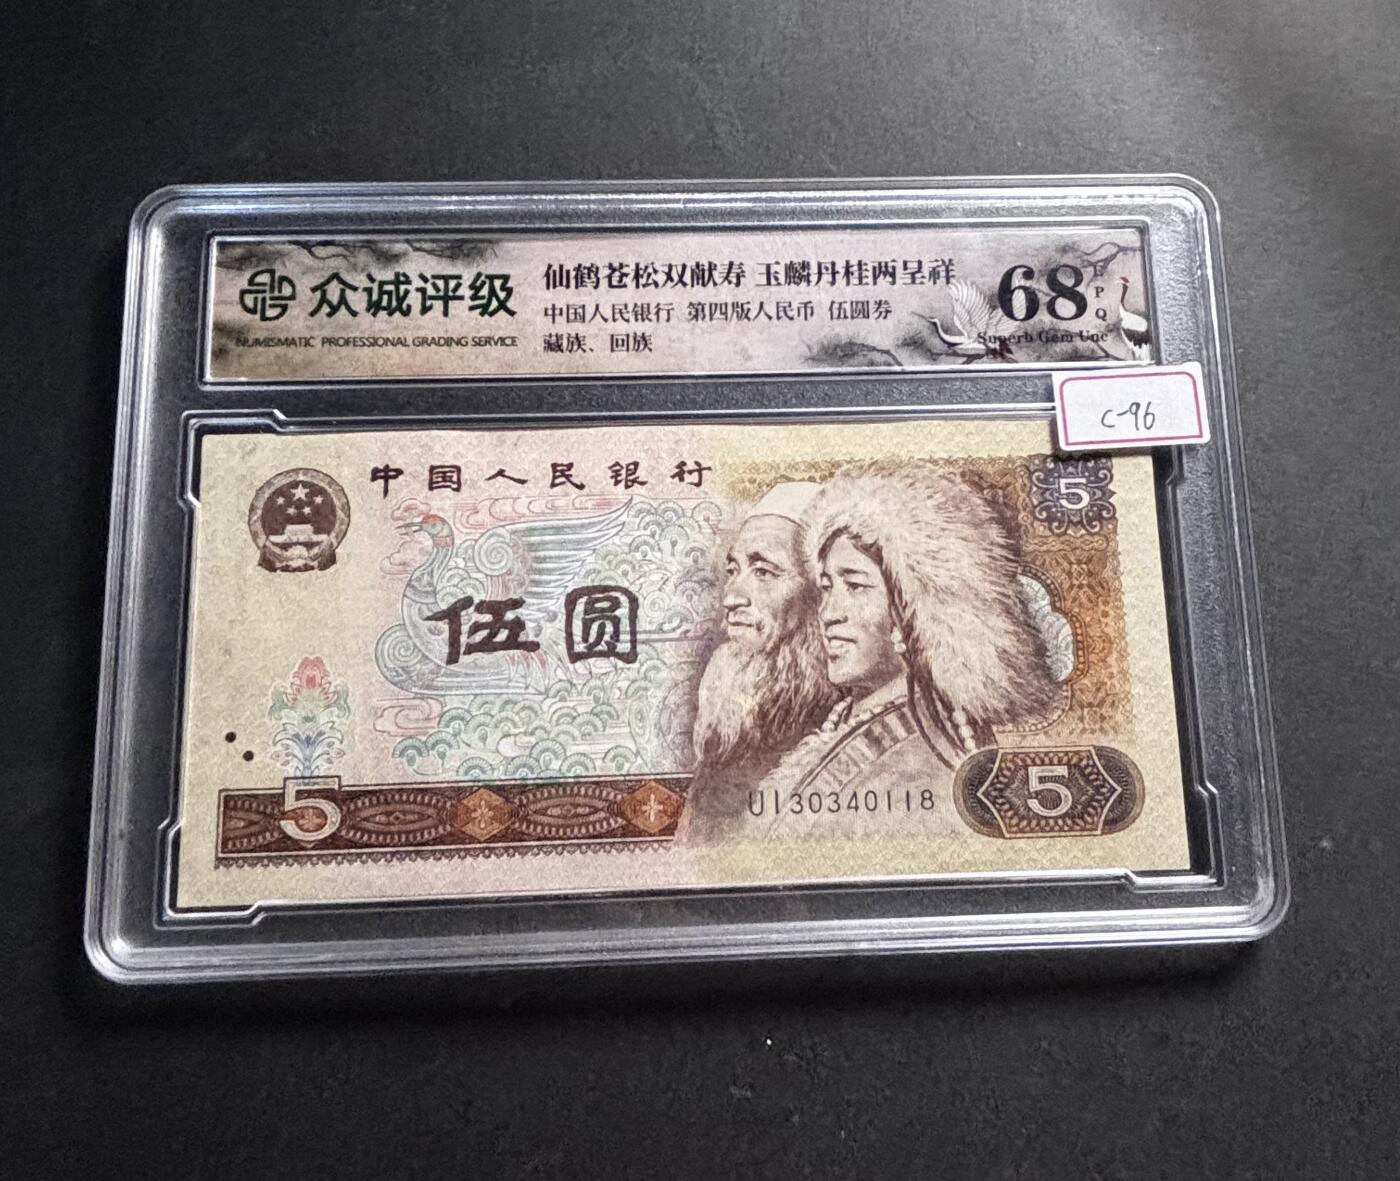 众诚评级
NUMISMATIC PROFESSIONAL GRADING SERVICE
仙鹤苍松双献寿 玉麟丹桂两呈祥
中国人民银行 第四版人民币 伍圆券
藏族、回族
68
EPQ
Superb Gem Unc
C-96
中国人民银行
5
伍圆
5
UI30340118
5